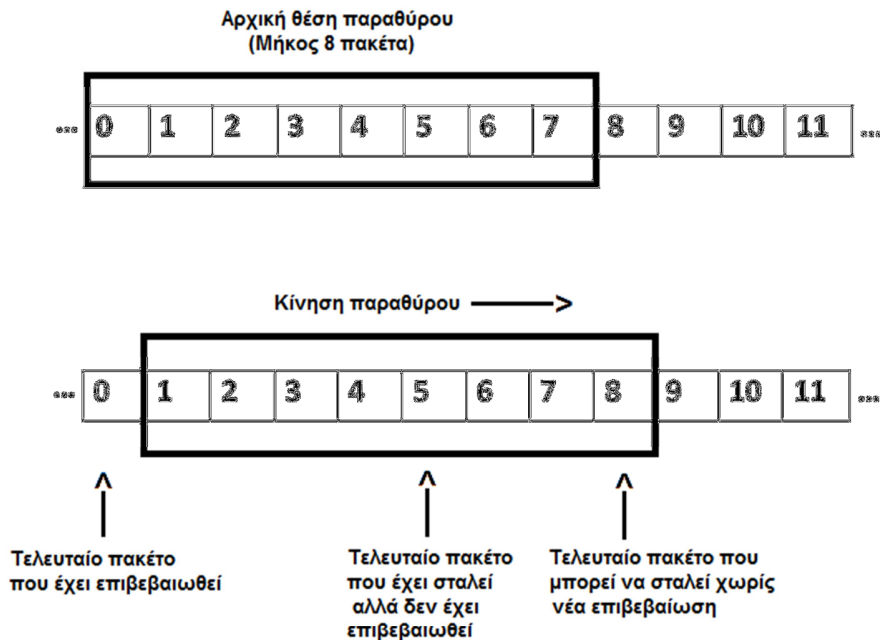 Αρχική θέση παραθύρου
(Μήκος 8 πακέτα)
... 0 1 2 3 4 5 6 7 8 9 10 11 ...
Κίνηση παραθύρου
... 0 1 2 3 4 5 6 7 8 9 10 11 ...
Τελευταίο πακέτο
που έχει επιβεβαιωθεί
Τελευταίο πακέτο
που έχει σταλεί
αλλά δεν έχει
επιβεβαιωθεί
Τελευταίο πακέτο που
μπορεί να σταλεί χωρίς
νέα επιβεβαίωση